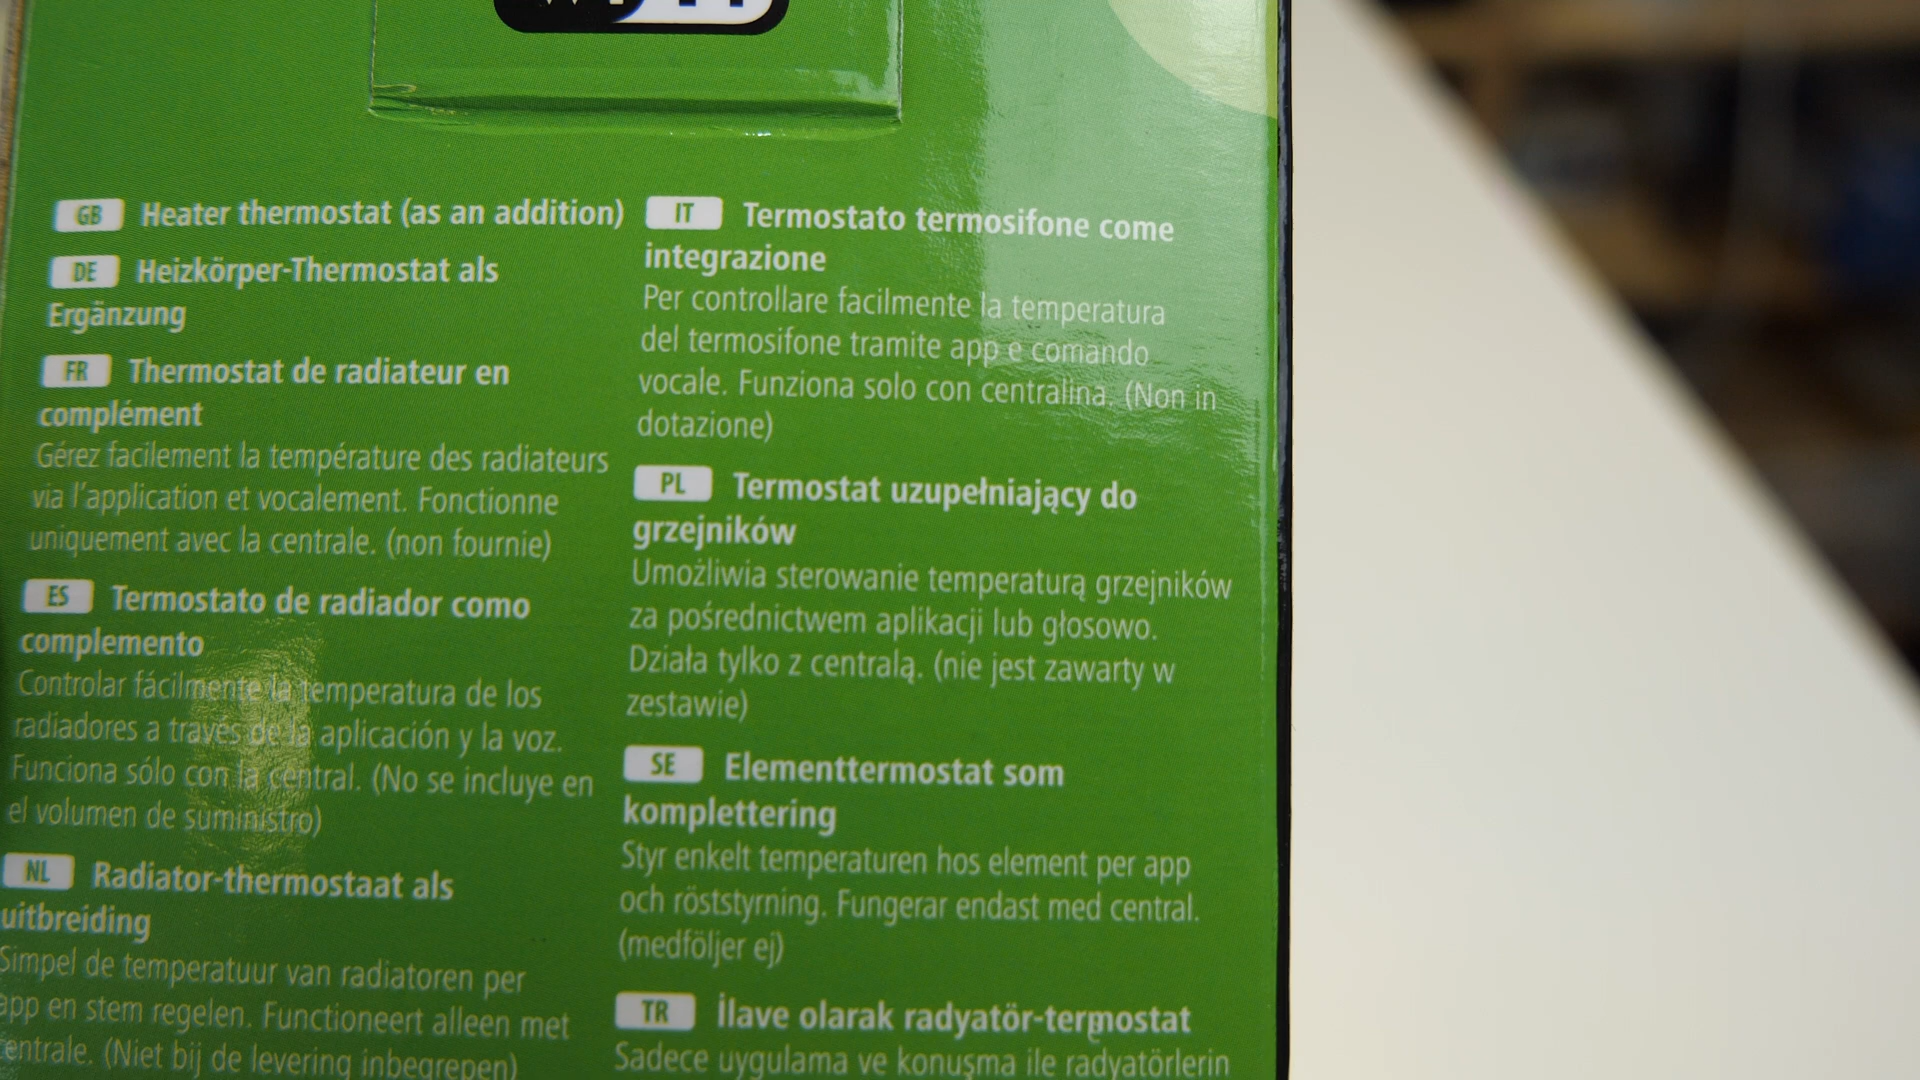 GB Heater thermostat (as an addition)
DE Heizkörper-Thermostat als
Ergänzung
FR Thermostat de radiateur en
complément
Gérez facilement la température des radiateurs
via l'application et vocalement. Fonctionne
uniquement avec la centrale. (non fournie)
ES Termostato de radiador como
complemento
Controlar fácilmente la temperatura de los
radiadores a través de la aplicación y la voz.
Funciona sólo con la central. (No se incluye en
el volumen de suministro)
NL Radiator-thermostaat als
uitbreiding
Simpel de temperatuur van radiatoren per
app en stem regelen. Functioneert alleen met
centrale. (Niet bij de levering inbegrepen)
IT Termostato termosifone come
integrazione
Per controllare facilmente la temperatura
del termosifone tramite app e comando
vocale. Funziona solo con centralina. (Non in
dotazione)
PL Termostat uzupełniający do
grzejników
Umożliwia sterowanie temperaturą grzejników
za pośrednictwem aplikacji lub głosowo.
Działa tylko z centralą. (nie jest zawarty w
zestawie)
SE Elementtermostat som
komplettering
Styr enkelt temperaturen hos element per app
och röststyrning. Fungerar endast med central.
(medföljer ej)
TR İlave olarak radyatör-termostat
Sadece uygulama ve konuşma ile radyatörlerin